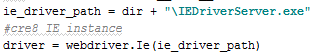 ie_driver_path = dir + "\IEDriverServer.exe"
#cre8 IE instance
driver = webdriver.Ie(ie_driver_path)